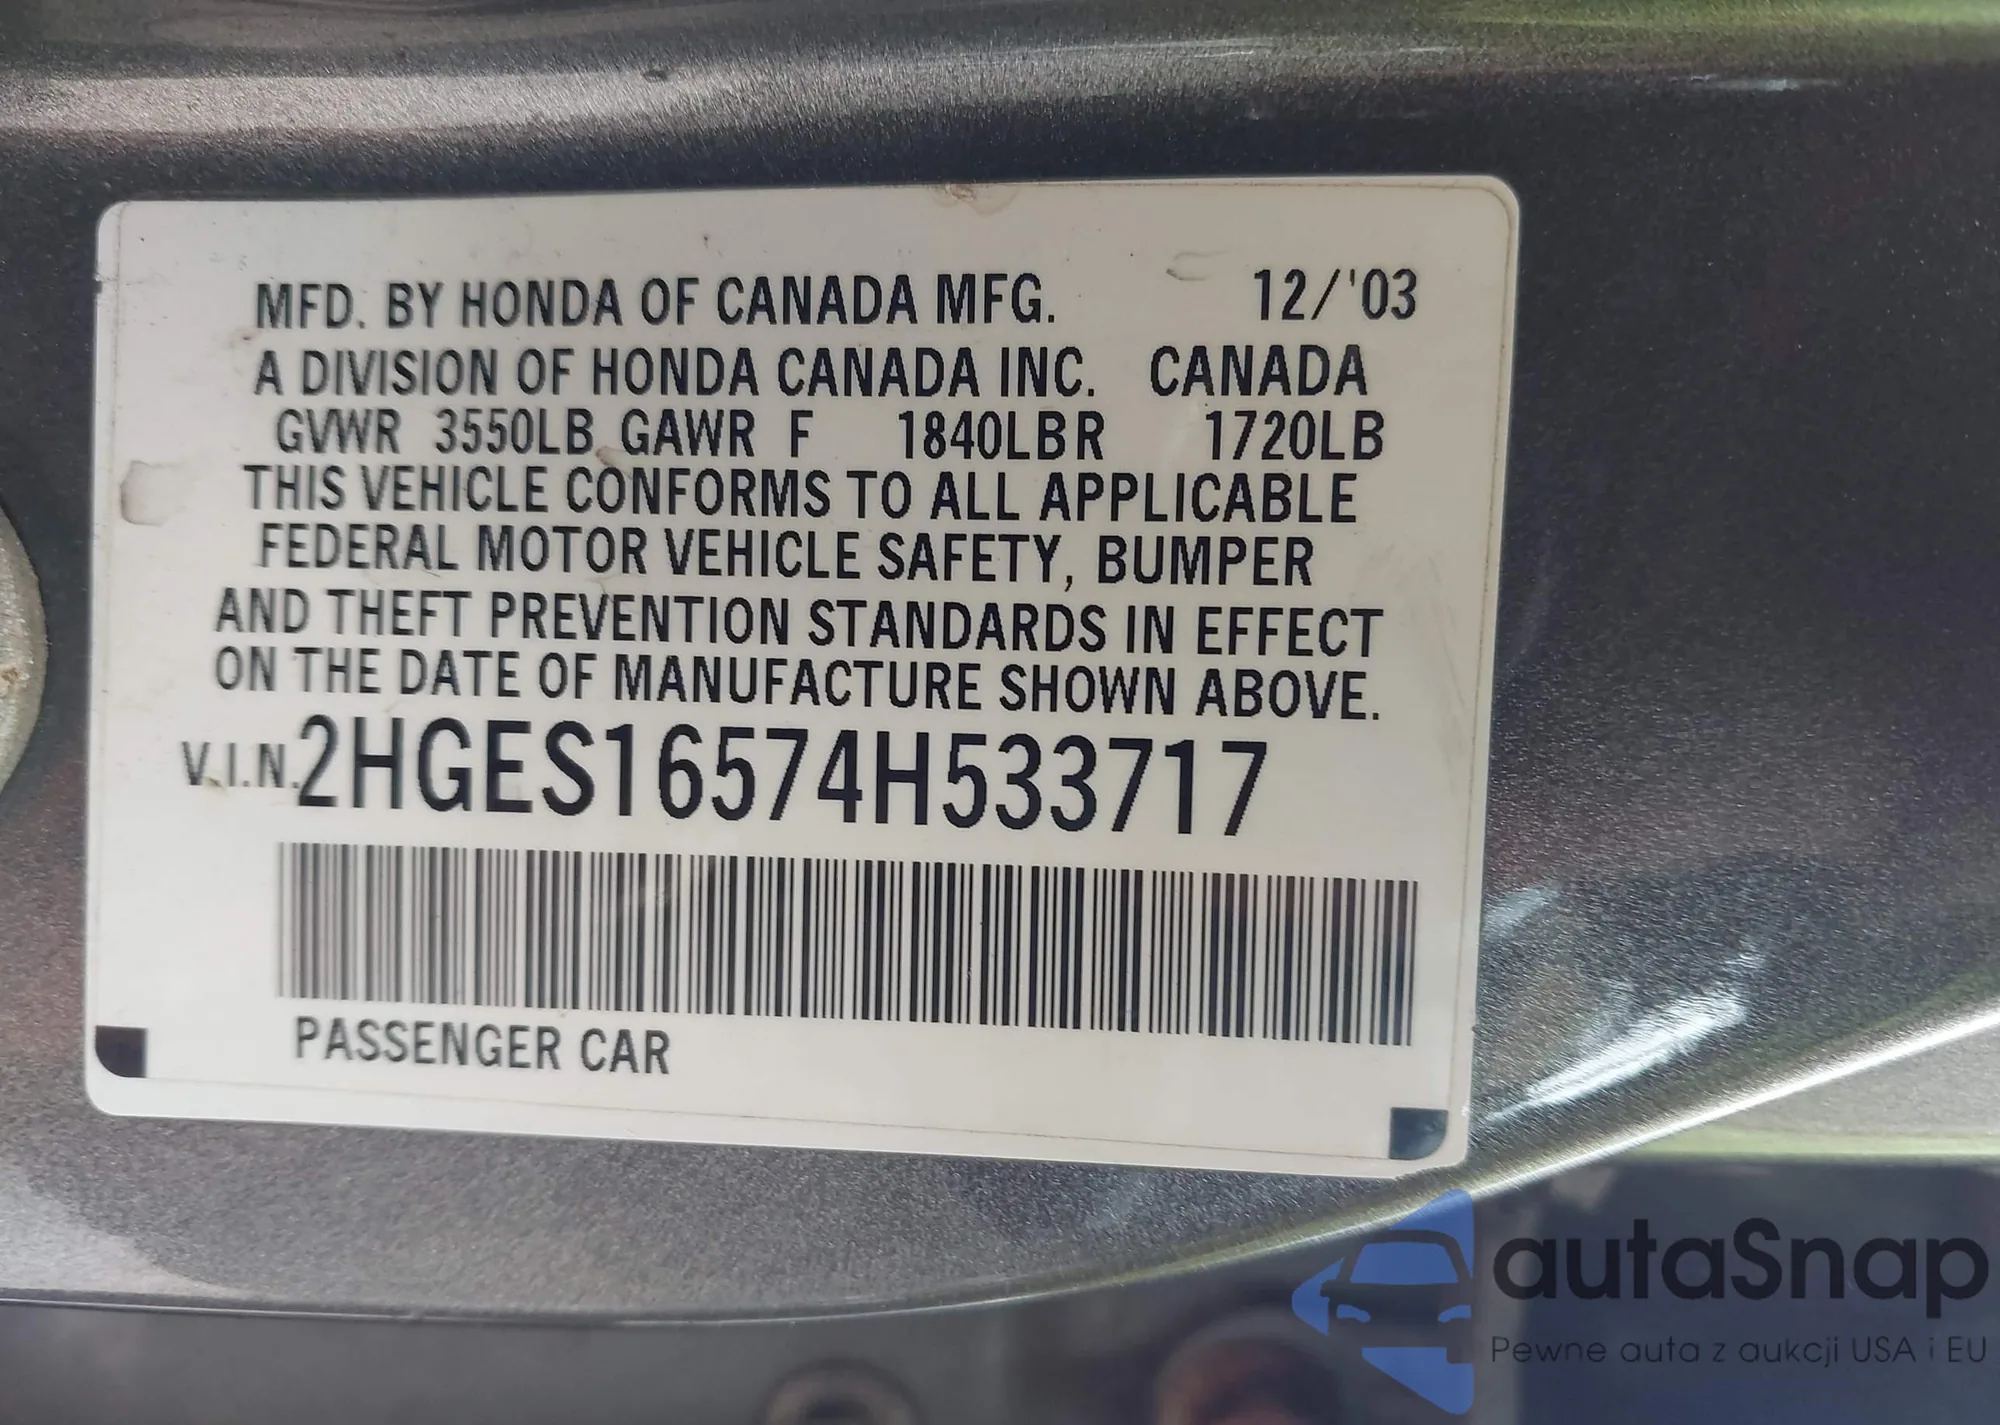 MFD. BY HONDA OF CANADA MFG. 12/'03
A DIVISION OF HONDA CANADA INC. CANADA
GVWR 3550LB GAWR F 1840LBR 1720LB
THIS VEHICLE CONFORMS TO ALL APPLICABLE
FEDERAL MOTOR VEHICLE SAFETY, BUMPER
AND THEFT PREVENTION STANDARDS IN EFFECT
ON THE DATE OF MANUFACTURE SHOWN ABOVE.
V.I.N. 2HGES16574H533717
PASSENGER CAR
autaSnap
Pewne auta z aukcji USA i EU